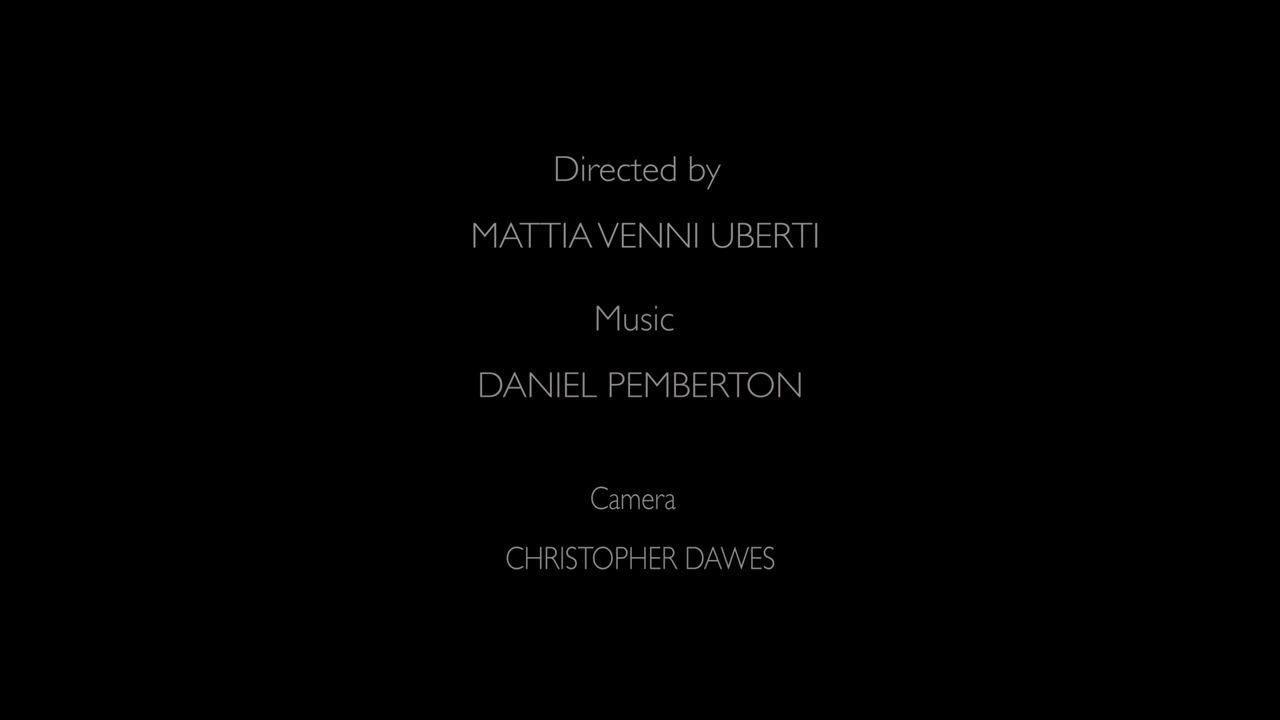 Directed by
MATTIA VENNI UBERTI
Music
DANIEL PEMBERTON
Camera
CHRISTOPHER DAWES